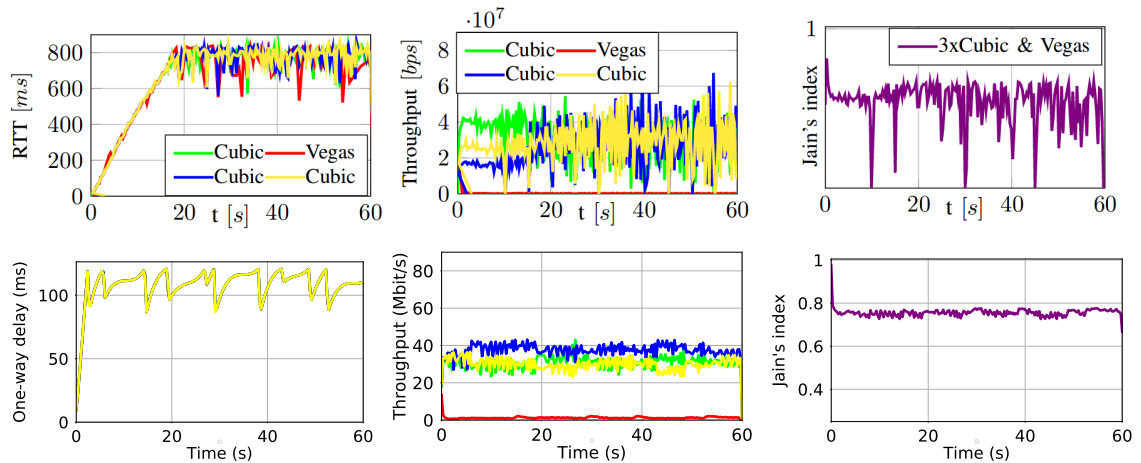 RTT [ms]
800
600
400
200
0
Cubic Vegas
Cubic Cubic
0 20 40 60
t [s]
·10⁷
Throughput [bps]
8
6
4
2
0
Cubic Vegas
Cubic Cubic
0 20 40 60
t [s]
Jain's index
1
3xCubic & Vegas
0 20 40 60
t [s]
One-way delay (ms)
100
50
0
0 20 40 60
Time (s)
Throughput (Mbit/s)
80
60
40
20
0
0 20 40 60
Time (s)
Jain's index
1
0.8
0.6
0.4
0 20 40 60
Time (s)